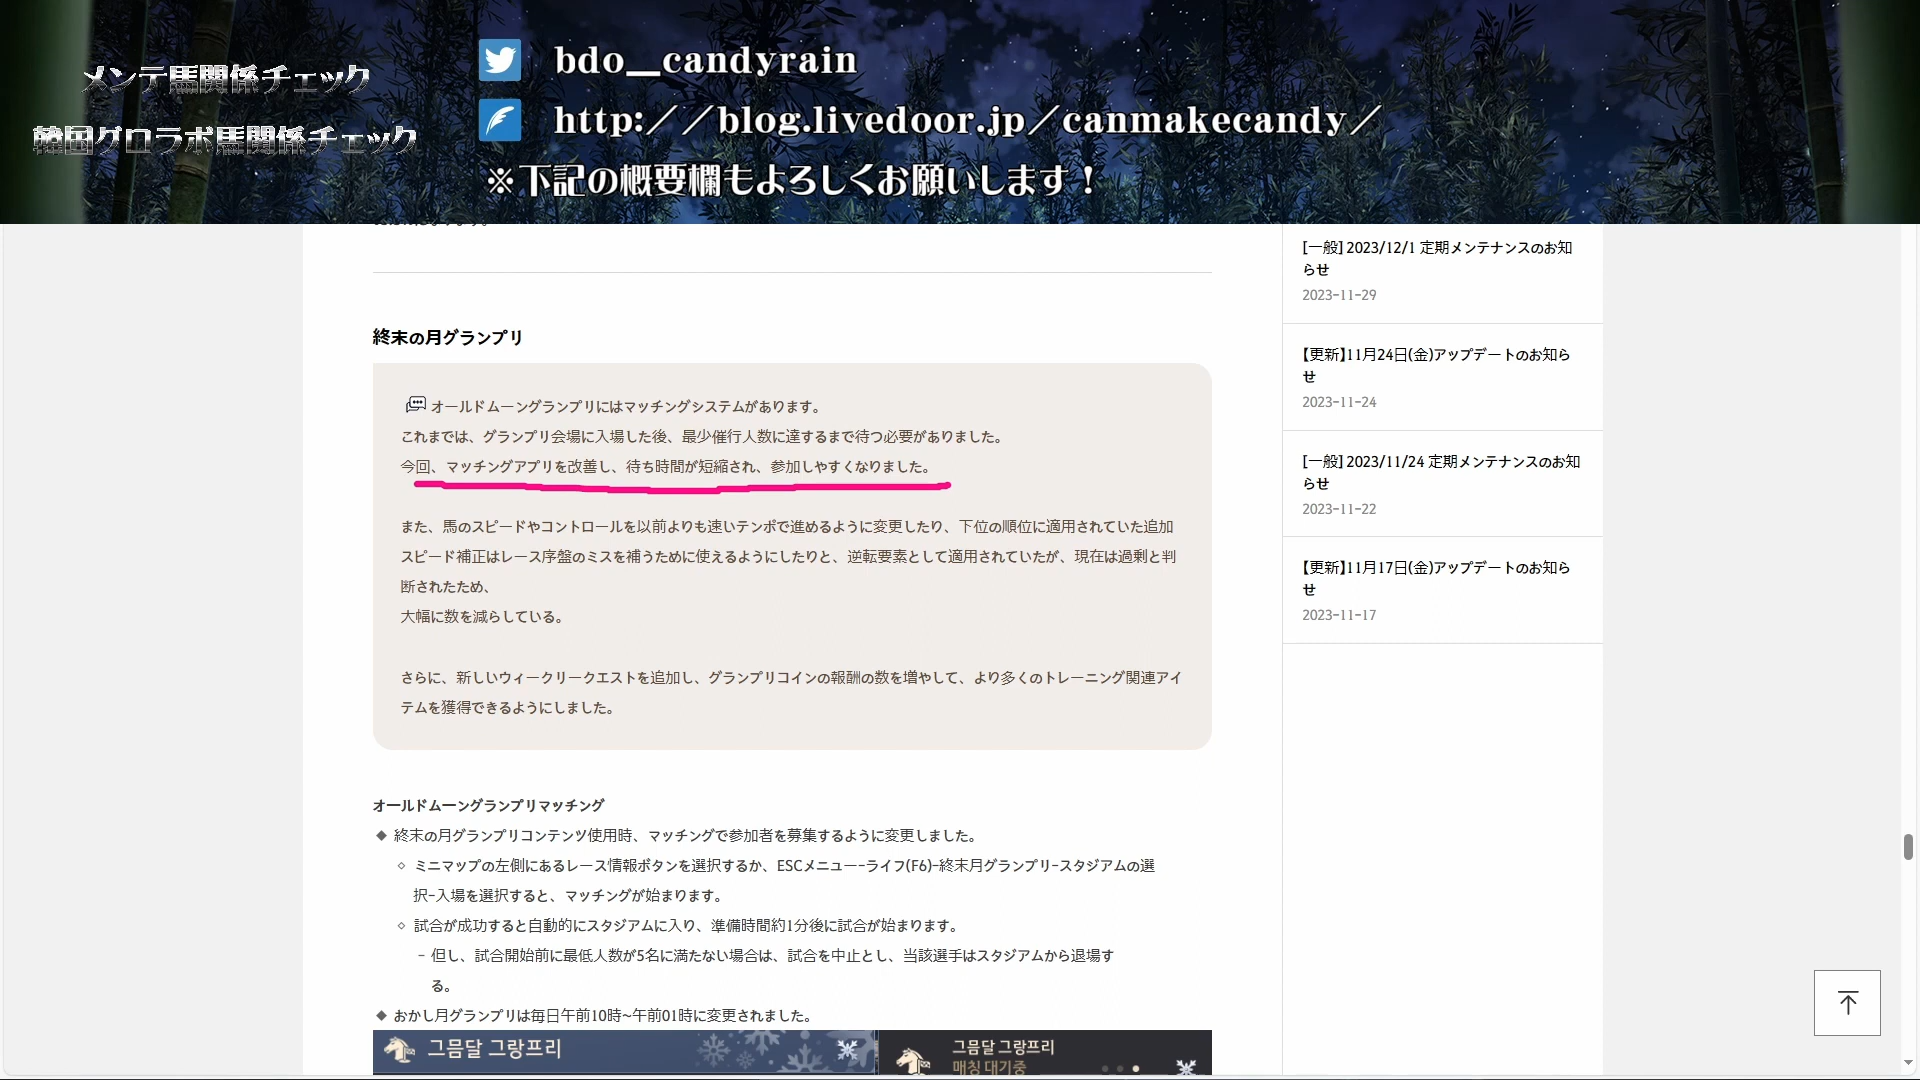 メンテ馬関係チェック
韓国グロラボ馬関係チェック
bdo__candyrain
http://blog.livedoor.jp/canmakecandy/
※下記の概要欄もよろしくお願いします！
終末の月グランプリ
オールドムーングランプリにはマッチングシステムがあります。
これまでは、グランプリ会場に入場した後、最少催行人数に達するまで待つ必要がありました。
今回、マッチングアプリを改善し、待ち時間が短縮され、参加しやすくなりました。
また、馬のスピードやコントロールを以前よりも速いテンポで進めるように変更したり、下位の順位に適用されていた追加
スピード補正はレース序盤のミスを補うために使えるようにしたりと、逆転要素として適用されていたが、現在は過剰と判
断されたため、
大幅に数を減らしている。
さらに、新しいウィークリークエストを追加し、グランプリコインの報酬の数を増やして、より多くのトレーニング関連アイ
テムを獲得できるようにしました。
オールドムーングランプリマッチング
◆ 終末の月グランプリコンテンツ使用時、マッチングで参加者を募集するように変更しました。
◇ ミニマップの左側にあるレース情報ボタンを選択するか、ESCメニュー-ライフ(F6)-終末月グランプリ-スタジアムの選
択-入場を選択すると、マッチングが始まります。
◇ 試合が成功すると自動的にスタジアムに入り、準備時間約1分後に試合が始まります。
- 但し、試合開始前に最低人数が5名に満たない場合は、試合を中止とし、当該選手はスタジアムから退場す
る。
◆ おかし月グランプリは毎日午前10時~午前01時に変更されました。
그믐달 그랑프리
그믐달 그랑프리
매칭 대기중
[一般] 2023/12/1 定期メンテナンスのお知
らせ
2023-11-29
【更新】11月24日(金)アップデートのお知ら
せ
2023-11-24
[一般] 2023/11/24 定期メンテナンスのお知
らせ
2023-11-22
【更新】11月17日(金)アップデートのお知ら
せ
2023-11-17